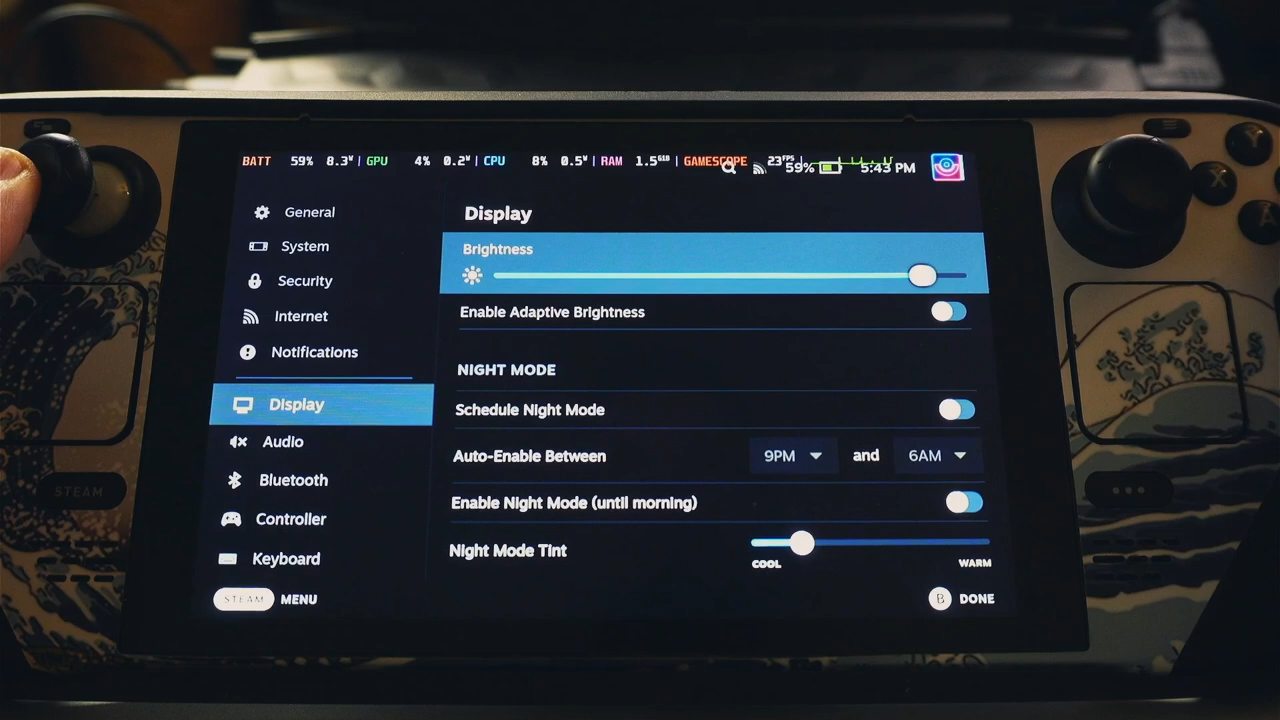 BATT 59% 8.3W | GPU 4% 0.2W | CPU 8% 0.5W | RAM 1.5GiB | GAMESCOPE 23FPS |
59% 5:43 PM
General
System
Security
Internet
Notifications
Display
Audio
Bluetooth
Controller
Keyboard
Display
Brightness
Enable Adaptive Brightness
NIGHT MODE
Schedule Night Mode
Auto-Enable Between 9PM and 6AM
Enable Night Mode (until morning)
Night Mode Tint
COOL WARM
STEAM MENU
B DONE
STEAM
Y
X
A